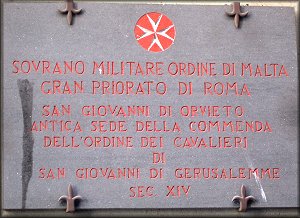 SOVRANO MILITARE ORDINE DI MALTA
GRAN PRIORATO DI ROMA
SAN GIOVANNI DI ORVIETO
ANTICA SEDE DELLA COMMENDA
DELL'ORDINE DEI CAVALIERI
DI
SAN GIOVANNI DI GERUSALEMME
SEC. XIV